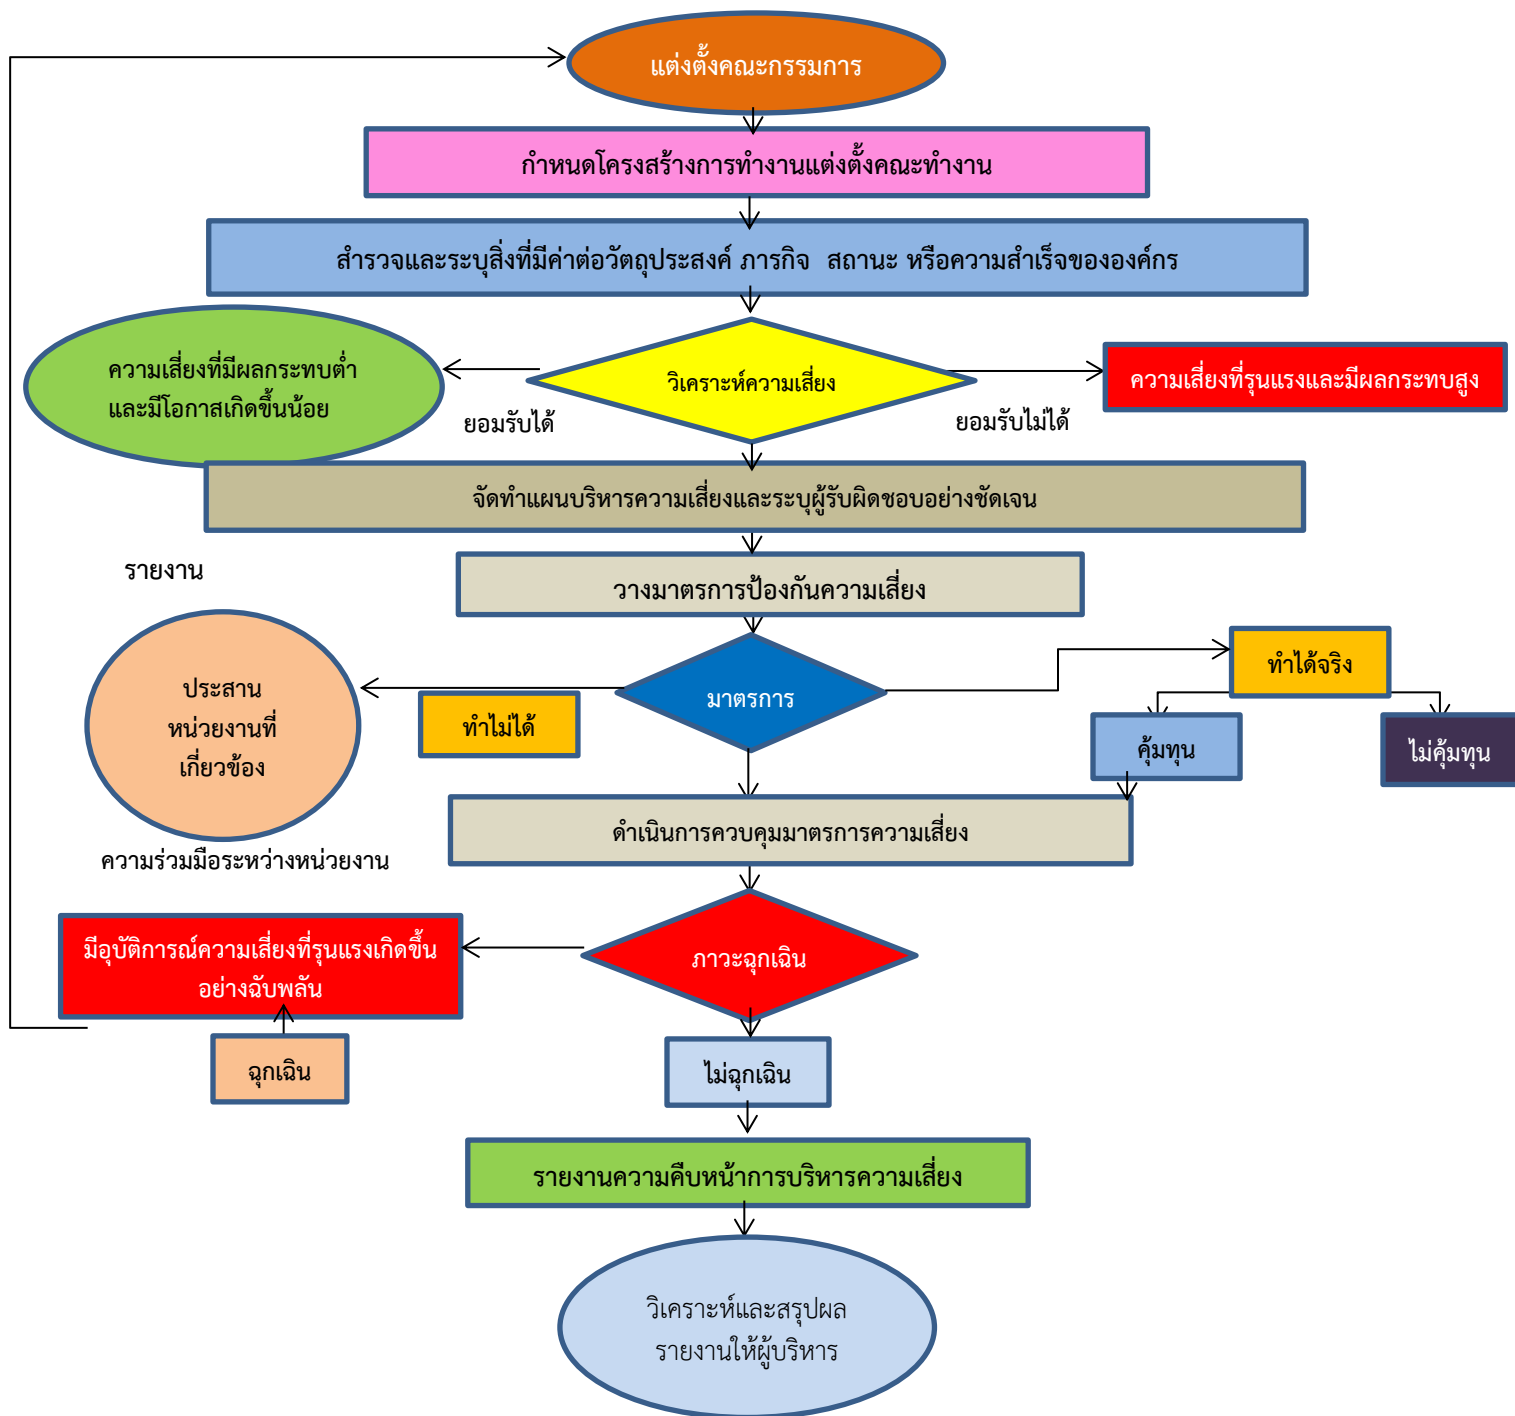 แต่งตั้งคณะกรรมการ
กำหนดโครงสร้างการทำงานแต่งตั้งคณะทำงาน
สำรวจและระบุสิ่งที่มีค่าต่อวัตถุประสงค์ ภารกิจ สถานะ หรือความสำเร็จขององค์กร
ความเสี่ยงที่มีผลกระทบต่ำ
และมีโอกาสเกิดขึ้นน้อย
วิเคราะห์ความเสี่ยง
ความเสี่ยงที่รุนแรงและมีผลกระทบสูง
ยอมรับได้
ยอมรับไม่ได้
จัดทำแผนบริหารความเสี่ยงและระบุผู้รับผิดชอบอย่างชัดเจน
รายงาน
วางมาตรการป้องกันความเสี่ยง
ประสาน
หน่วยงานที่
เกี่ยวข้อง
ทำไม่ได้
มาตรการ
ทำได้จริง
คุ้มทุน
ไม่คุ้มทุน
ดำเนินการควบคุมมาตรการความเสี่ยง
ความร่วมมือระหว่างหน่วยงาน
มีอุบัติการณ์ความเสี่ยงที่รุนแรงเกิดขึ้น
อย่างฉับพลัน
ภาวะฉุกเฉิน
ฉุกเฉิน
ไม่ฉุกเฉิน
รายงานความคืบหน้าการบริหารความเสี่ยง
วิเคราะห์และสรุปผล
รายงานให้ผู้บริหาร